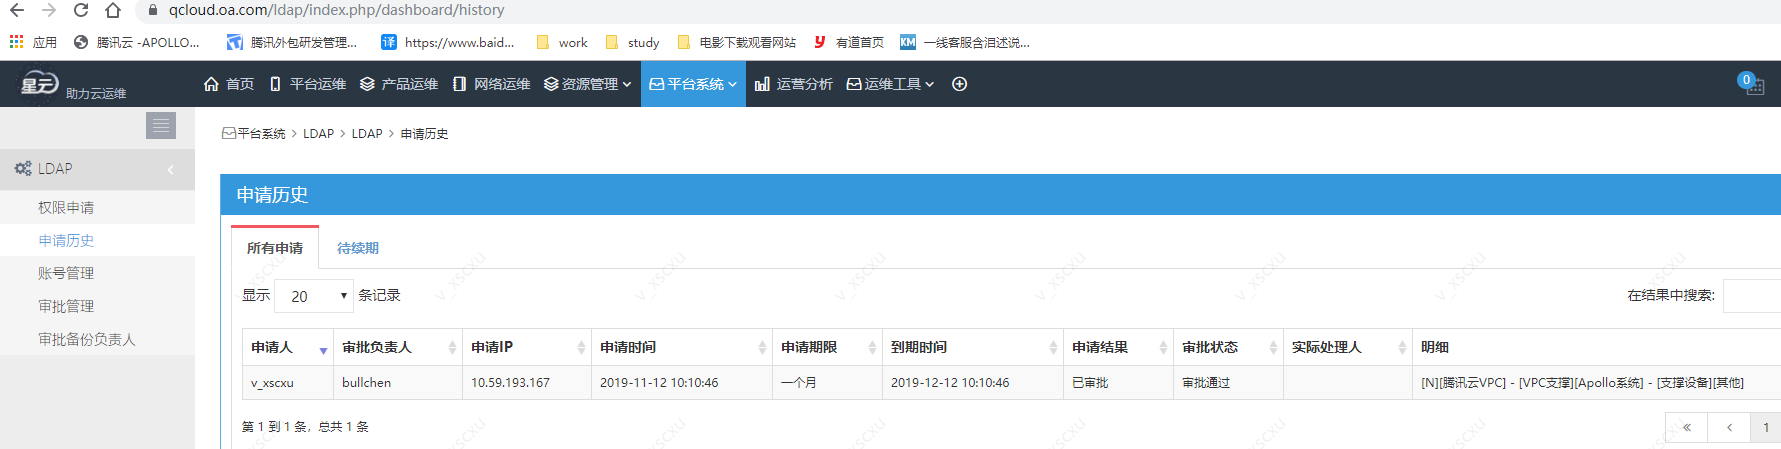 qcloud.oa.com/ldap/index.php/dashboard/history
应用 腾讯云 -APOLLO... 腾讯外包研发管理... 译 https://www.baid... work study 电影下载观看网站 y 有道首页 KM 一线客服含泪述说...
星云 助力云运维 首页 平台运维 产品运维 网络运维 资源管理 平台系统 运营分析 运维工具 0
平台系统 > LDAP > LDAP > 申请历史
LDAP
权限申请
申请历史
账号管理
审批管理
审批备份负责人
申请历史
所有申请 待续期
显示 20 条记录 在结果中搜索:
申请人 审批负责人 申请IP 申请时间 申请期限 到期时间 申请结果 审批状态 实际处理人 明细
v_xscxu bullchen 10.59.193.167 2019-11-12 10:10:46 一个月 2019-12-12 10:10:46 已审批 审批通过 [N][腾讯云VPC] - [VPC支撑][Apollo系统] - [支撑设备][其他]
第 1 到 1 条，总共 1 条 « ‹ 1
v_xscxu v_xscxu v_xscxu v_xscxu v_xscxu v_xscxu